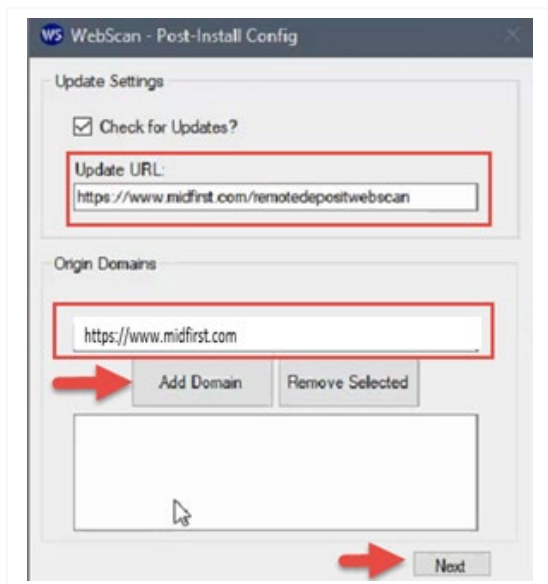 WS WebScan - Post-Install Config
Update Settings
Check for Updates?
Update URL:
https://www.midfirst.com/remotedepositwebscan
Origin Domains
https://www.midfirst.com
Add Domain Remove Selected
Next